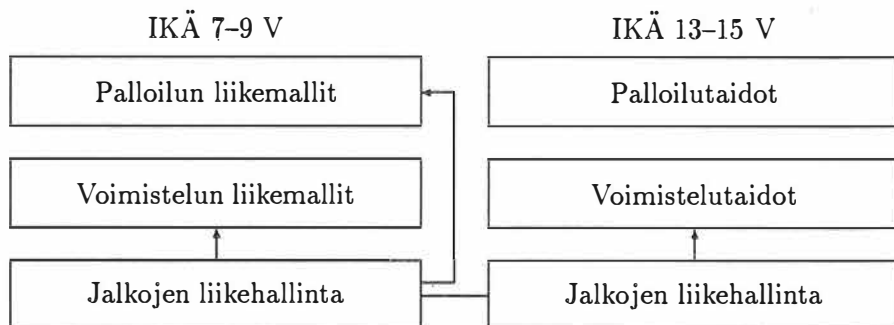 IKÄ 7–9 V
IKÄ 13–15 V
Palloilun liikemallit
Palloilutaidot
Voimistelun liikemallit
Voimistelutaidot
Jalkojen liikehallinta
Jalkojen liikehallinta